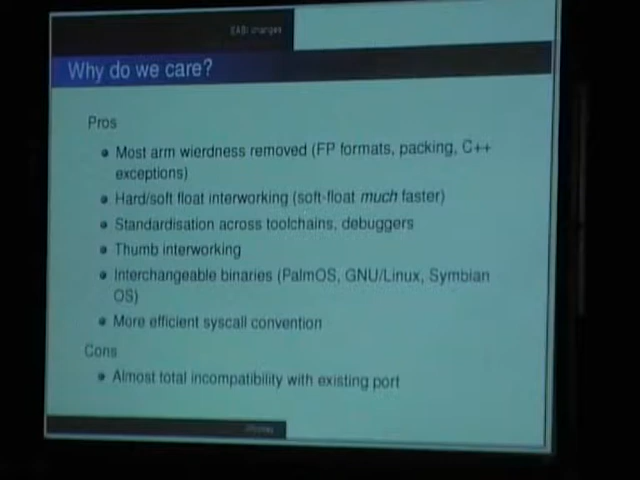 EABI changes
Why do we care?
Pros
Most arm wierdness removed (FP formats, packing, C++
exceptions)
Hard/soft float interworking (soft-float much faster)
Standardisation across toolchains, debuggers
Thumb interworking
Interchangeable binaries (PalmOS, GNU/Linux, Symbian
OS)
More efficient syscall convention
Cons
Almost total incompatibility with existing port